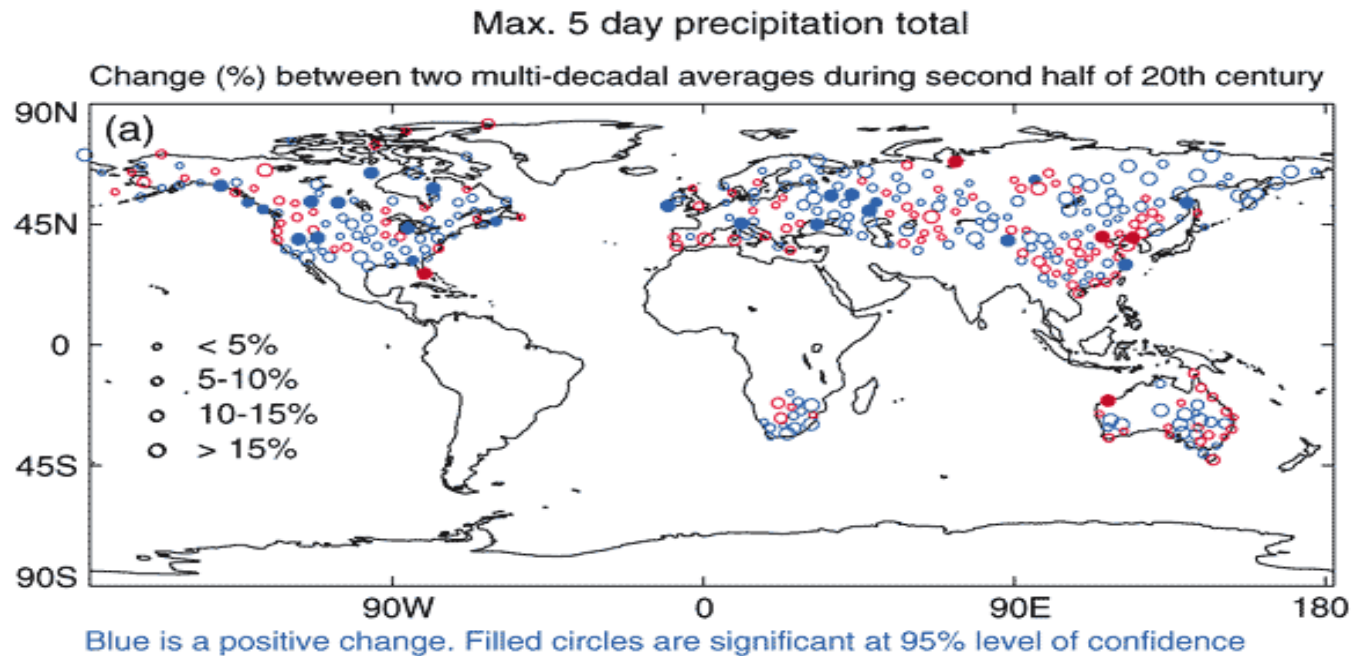 Max. 5 day precipitation total
Change (%) between two multi-decadal averages during second half of 20th century
90N
(a)
45N
0
< 5%
5-10%
10-15%
> 15%
45S
90S
90W
0
90E
180
Blue is a positive change. Filled circles are significant at 95% level of confidence